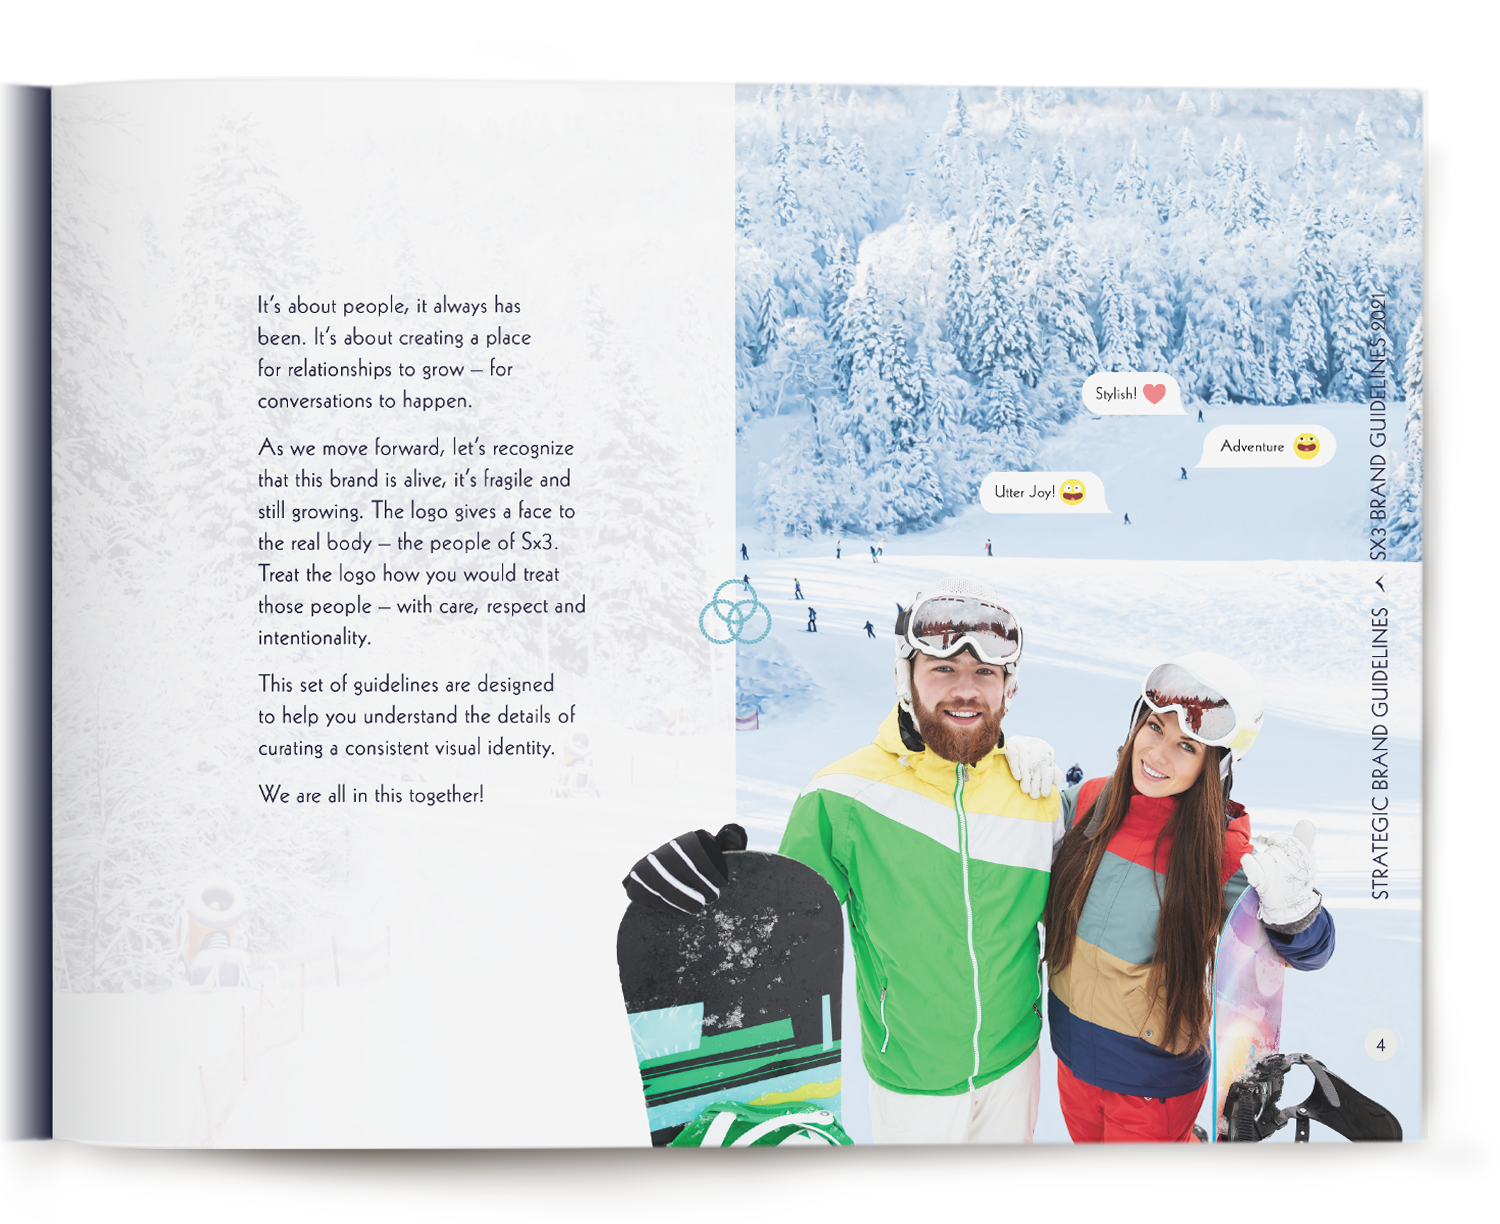 It's about people, it always has
been. It's about creating a place
for relationships to grow – for
conversations to happen.
As we move forward, let's recognize
that this brand is alive, it's fragile and
still growing. The logo gives a face to
the real body – the people of Sx3.
Treat the logo how you would treat
those people – with care, respect and
intentionality.
This set of guidelines are designed
to help you understand the details of
curating a consistent visual identity.
We are all in this together!
Stylish!
Adventure
Utter Joy!
STRATEGIC BRAND GUIDELINES SX3 BRAND GUIDELINES 2021
4